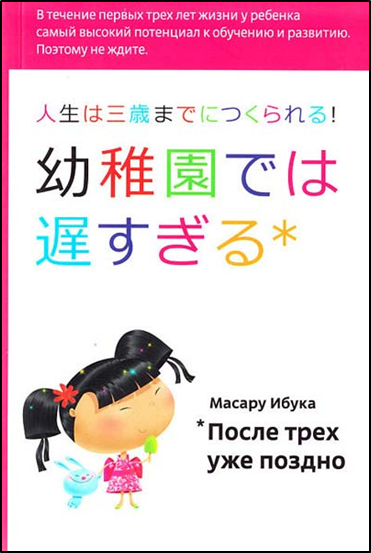 В течение первых трех лет жизни у ребенка
самый высокий потенциал к обучению и развитию.
Поэтому не ждите.
人生は三歳までにつくられる!
幼稚園では
遅すぎる*
Масару Ибука
*После трех
уже поздно